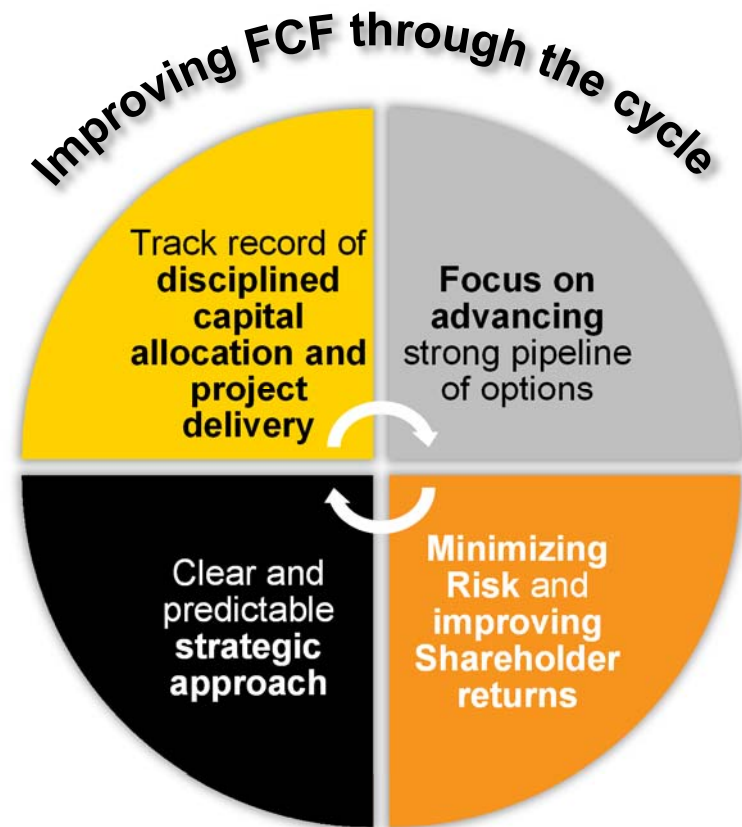 Improving FCF through the cycle
Track record of
disciplined
capital
allocation and
project
delivery
Focus on
advancing
strong pipeline
of options
Clear and
predictable
strategic
approach
Minimizing
Risk and
improving
Shareholder
returns